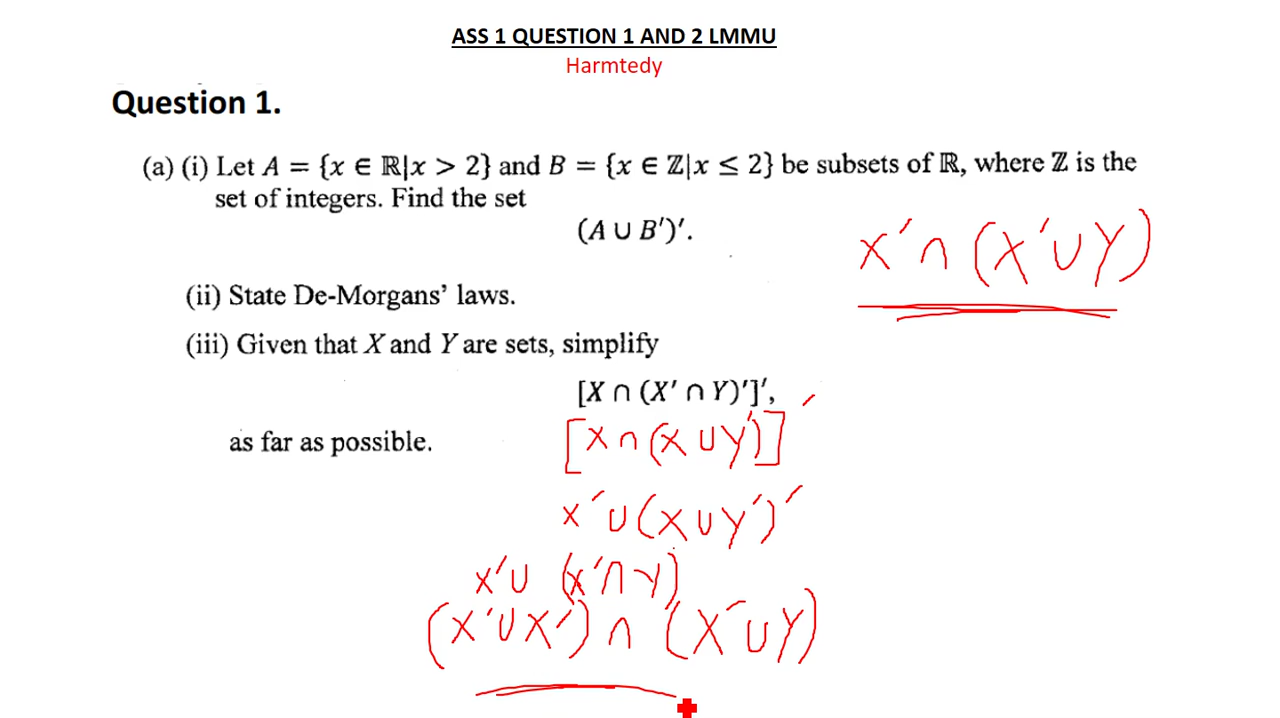 ASS 1 QUESTION 1 AND 2 LMMU
Harmtedy
Question 1.
(a) (i) Let A = {x ∈ ℝ|x > 2} and B = {x ∈ ℤ|x ≤ 2} be subsets of ℝ, where ℤ is the
set of integers. Find the set
(A ∪ B′)′.
X′ ∩ (X′ ∪ Y)
(ii) State De-Morgans’ laws.
(iii) Given that X and Y are sets, simplify
[X ∩ (X′ ∩ Y)′]′,
as far as possible.
[X ∩ (X ∪ Y′)]′
X′ ∪ (X ∪ Y′)′
X′ ∪ (X′ ∩ Y)
(X′ ∪ X′) ∩ (X′ ∪ Y)